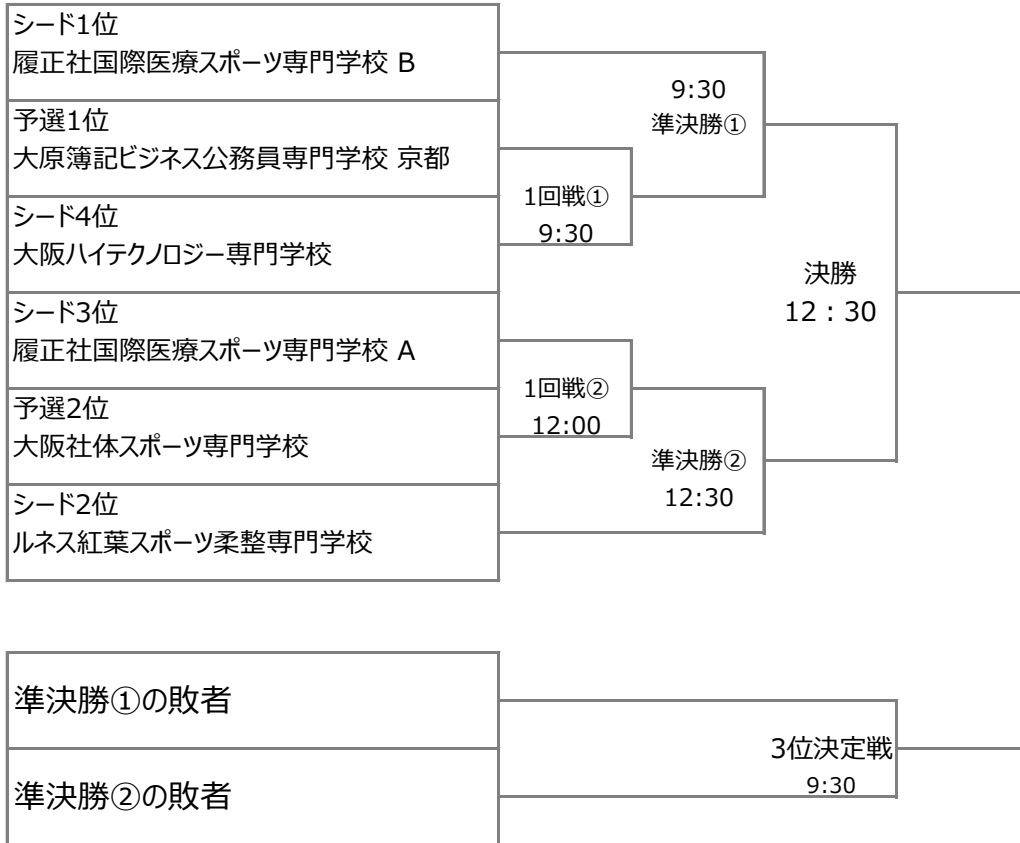 シード1位
履正社国際医療スポーツ専門学校 B
予選1位
大原簿記ビジネス公務員専門学校 京都
シード4位
大阪ハイテクノロジー専門学校
シード3位
履正社国際医療スポーツ専門学校 A
予選2位
大阪社体スポーツ専門学校
シード2位
ルネス紅葉スポーツ柔整専門学校
1回戦①
9:30
1回戦②
12:00
9:30
準決勝①
準決勝②
12:30
決勝
12：30
準決勝①の敗者
準決勝②の敗者
3位決定戦
9:30